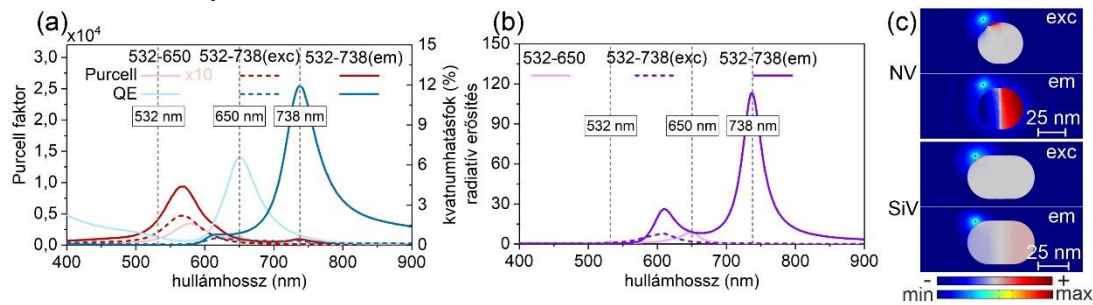 (a)
x10⁴
532-650 532-738(exc) 532-738(em)
Purcell x10
QE
532 nm 650 nm 738 nm
Purcell faktor
3,0
2,5
2,0
1,5
1,0
0,5
0,0
kvatnumhatásfok (%)
15
12
9
6
3
0
400 500 600 700 800 900
hullámhossz (nm)
(b)
532-650 532-738(exc) 532-738(em)
532 nm 650 nm 738 nm
radiatív erősítés
150
120
90
60
30
0
400 500 600 700 800 900
hullámhossz (nm)
(c)
exc
NV
em
25 nm
exc
SiV
em
25 nm
- +
min max